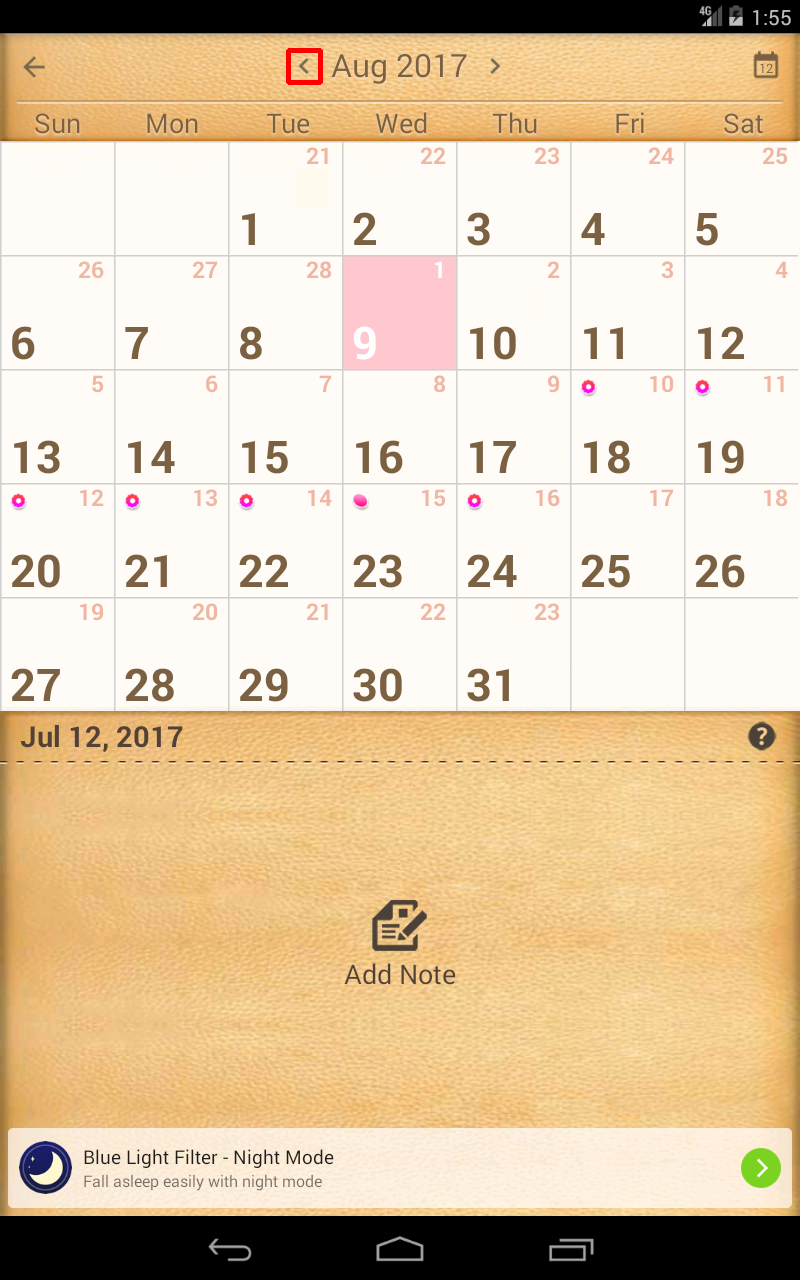 4G 1:55
Aug 2017 12
Sun Mon Tue Wed Thu Fri Sat
21 22 23 24 25
1 2 3 4 5
26 27 28 1 2 3 4
6 7 8 9 10 11 12
5 6 7 8 9 10 11
13 14 15 16 17 18 19
12 13 14 15 16 17 18
20 21 22 23 24 25 26
19 20 21 22 23
27 28 29 30 31
Jul 12, 2017 ?
Add Note
Blue Light Filter - Night Mode
Fall asleep easily with night mode